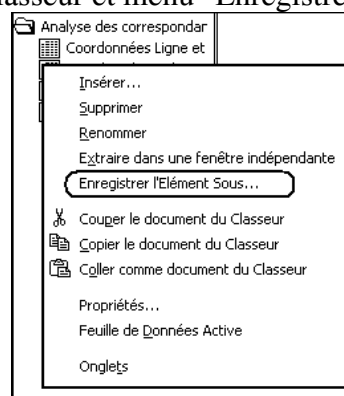 asseur et menu "Enregistre
Analyse des correspondar
Coordonnées Ligne et
Insérer...
Supprimer
Renommer
Extraire dans une fenêtre indépendante
Enregistrer l'Elément Sous...
Couper le document du Classeur
Copier le document du Classeur
Coller comme document du Classeur
Propriétés...
Feuille de Données Active
Onglets